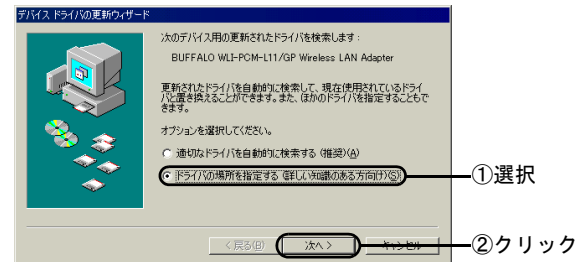 デバイス ドライバの更新ウィザード
次のデバイス用の更新されたドライバを検索します :
BUFFALO WLI-PCM-L11/GP Wireless LAN Adapter
更新されたドライバを自動的に検索して、現在使用されているドライ
バと置き換えることができます。また、ほかのドライバを指定することもで
きます。
オプションを選択してください。
適切なドライバを自動的に検索する (推奨)(A)
ドライバの場所を指定する (詳しい知識のある方向け)(S)
①選択
< 戻る(B) 次へ > キャンセル
②クリック